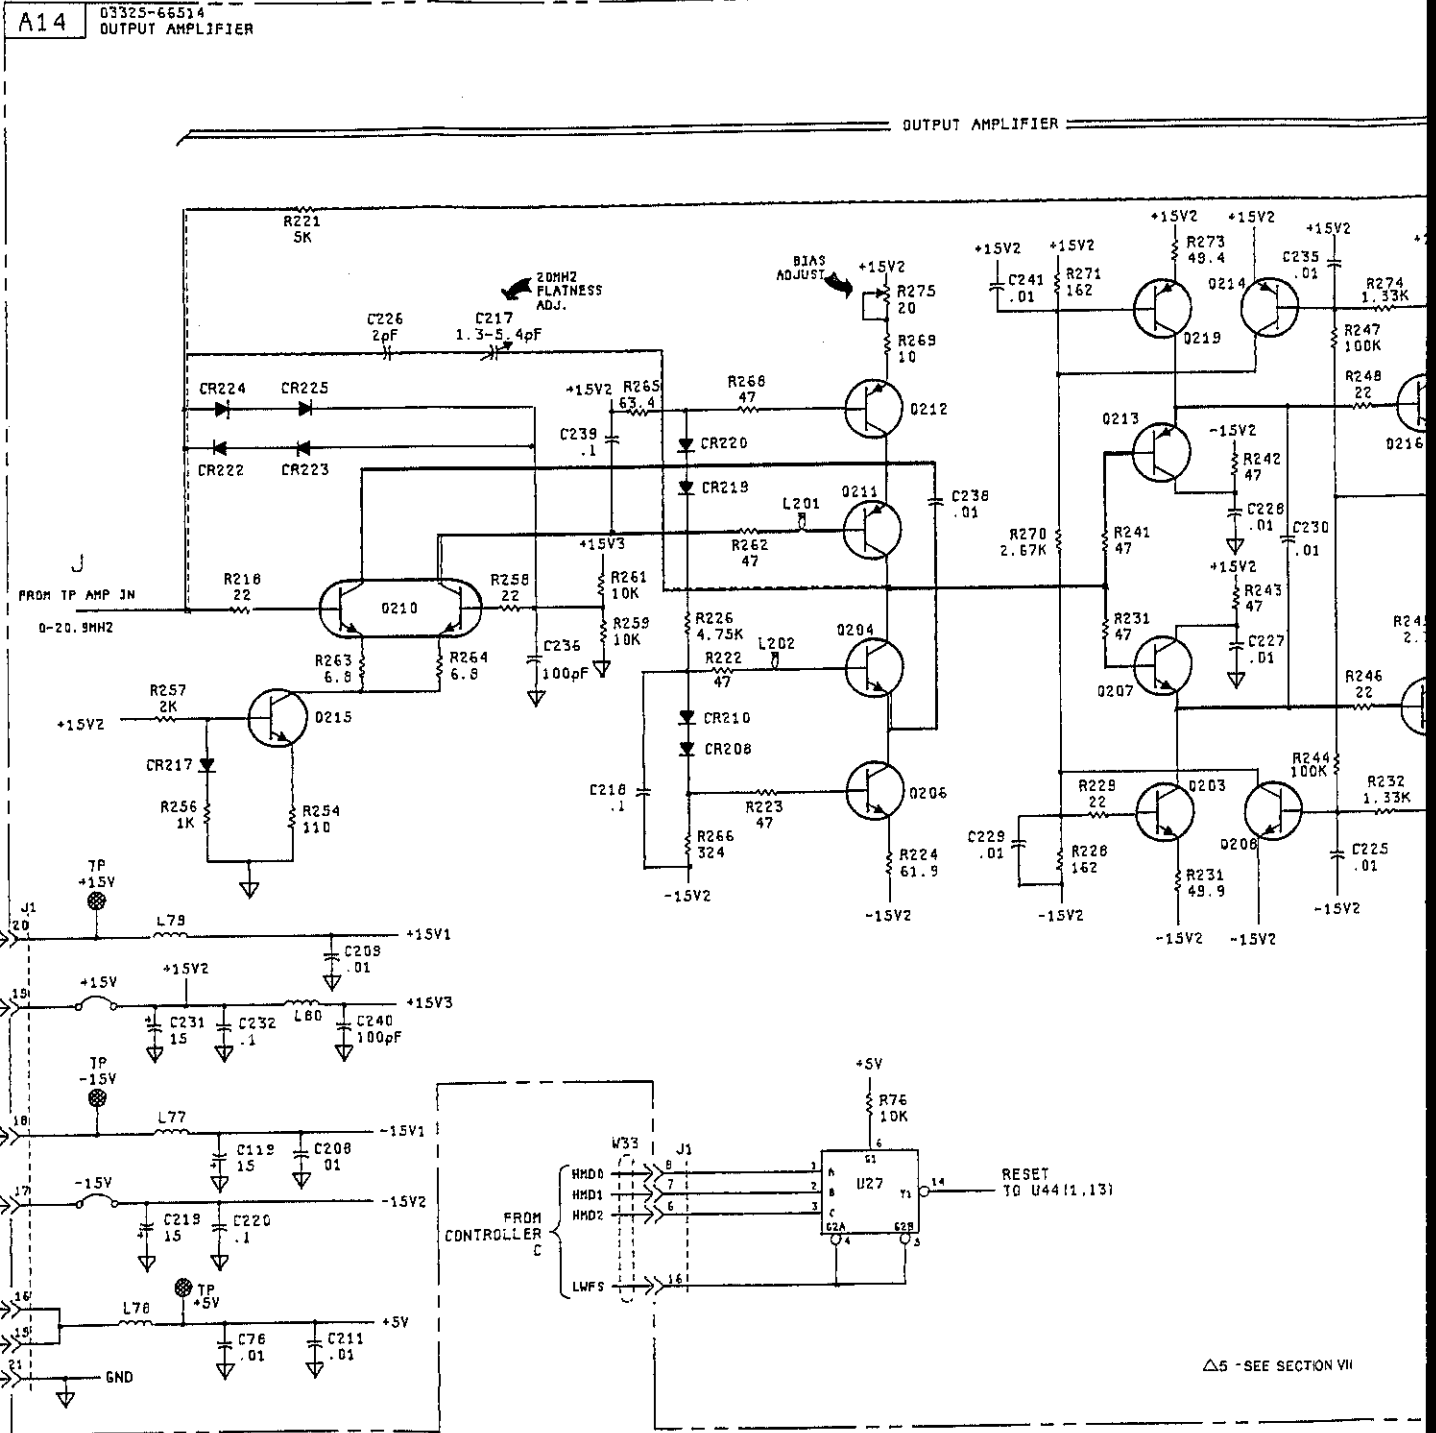 A14
03325-66514
OUTPUT AMPLIFIER
OUTPUT AMPLIFIER
R221
5K
20MHZ
FLATNESS
ADJ.
C226
2pF
C217
1.3-5.4pF
CR224
CR225
CR222
CR223
BIAS
ADJUST
+15V2
R275
20
R269
10
+15V2
R265
63.4
R268
47
Q212
C239
.1
CR220
CR219
L201
Q211
C238
.01
+15V3
R262
47
J
FROM TP AMP IN
0-20.9MHZ
R218
22
Q210
R258
22
R261
10K
R259
10K
R263
6.8
R264
6.8
C236
100pF
R226
4.75K
R222
47
L202
Q204
R257
2K
+15V2
Q215
CR217
R256
1K
R254
110
CR210
CR208
C218
.1
R223
47
Q206
R266
324
-15V2
R224
61.9
-15V2
+15V2
C241
.01
+15V2
R271
162
+15V2
R273
49.4
+15V2
Q214
Q219
+15V2
C235
.01
R274
1.33K
R247
100K
R248
22
Q216
Q213
-15V2
R242
47
C228
.01
C230
.01
R270
2.67K
R241
47
+15V2
R243
47
R231
47
C227
.01
Q207
R246
22
R244
100K
R232
1.33K
R229
22
Q203
Q208
C229
.01
R228
162
R231
49.9
C225
.01
-15V2
-15V2
-15V2
-15V2
TP
+15V
J1
20
L79
+15V1
C209
.01
19
+15V
+15V2
L80
+15V3
C231
15
C232
.1
C240
100pF
TP
-15V
18
L77
-15V1
C119
15
C208
01
17
-15V
-15V2
C219
15
C220
.1
16
15
L78
TP
+5V
+5V
C76
.01
C211
.01
21
GND
+5V
R76
10K
W33
J1
FROM
CONTROLLER
C
HMD0
8
1
A
HMD1
7
2
B
HMD2
6
3
C
LWFS
16
6
G1
U27
Y1
14
G2A
G2B
4
5
RESET
TO U44(1,13)
△5 - SEE SECTION VII